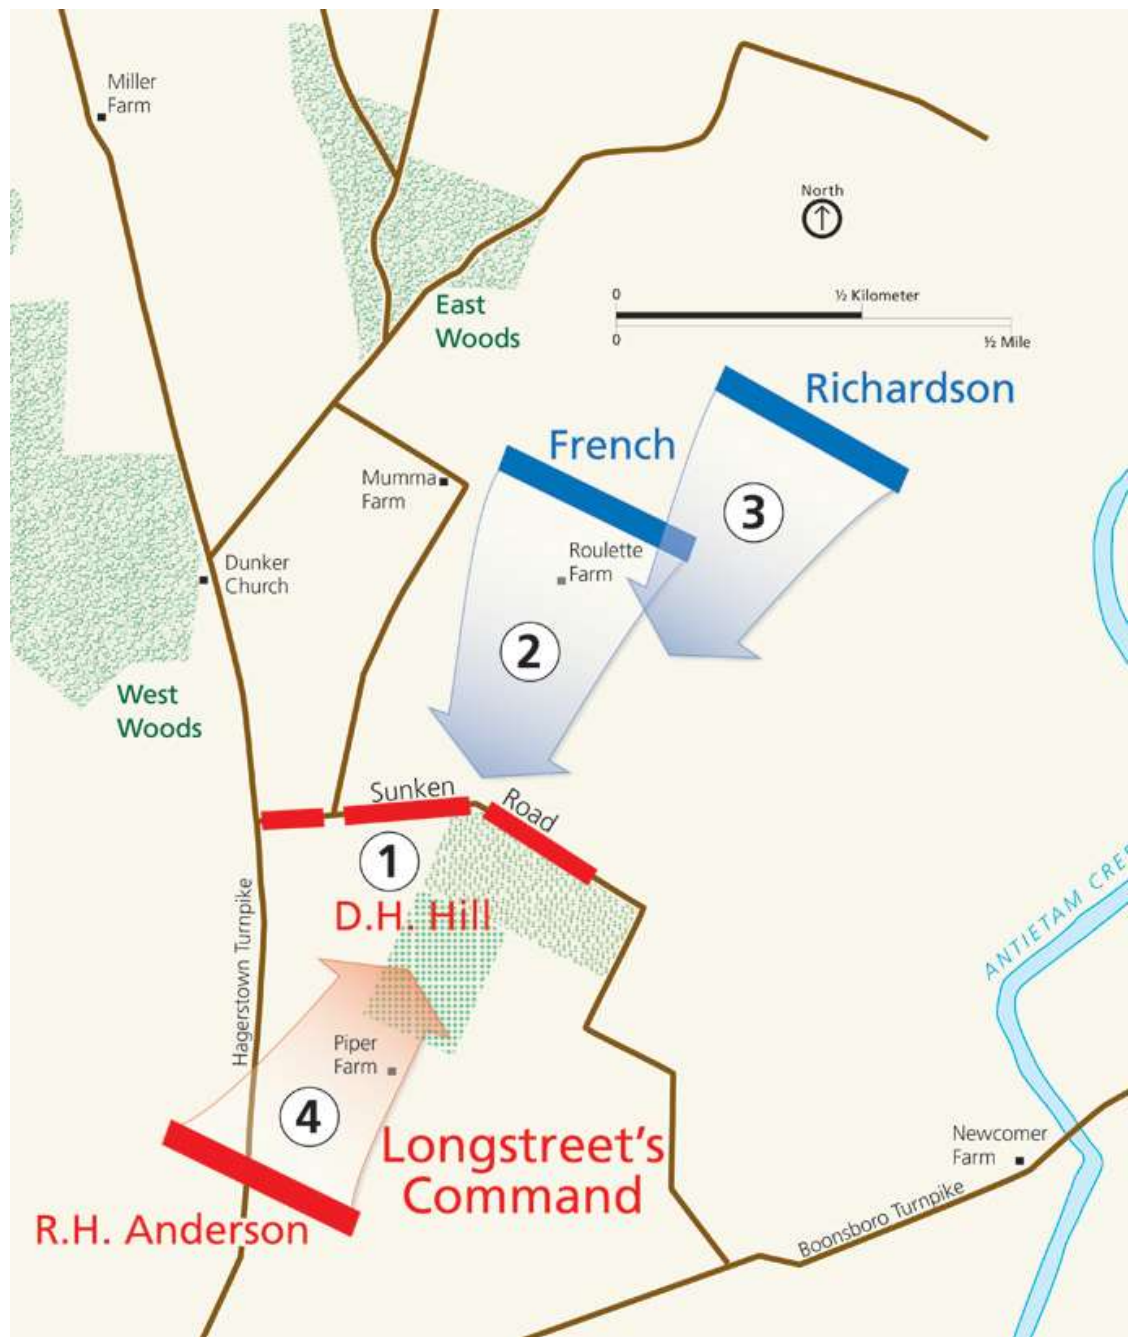 Miller
Farm
North
0
½ Kilometer
0
½ Mile
East
Woods
Richardson
French
Mumma
Farm
3
Roulette
Farm
Dunker
Church
2
West
Woods
Sunken
Road
1
D.H. Hill
Hagerstown Turnpike
ANTIETAM CREE
Piper
Farm
4
Longstreet's
Command
Newcomer
Farm
R.H. Anderson
Boonsboro Turnpike